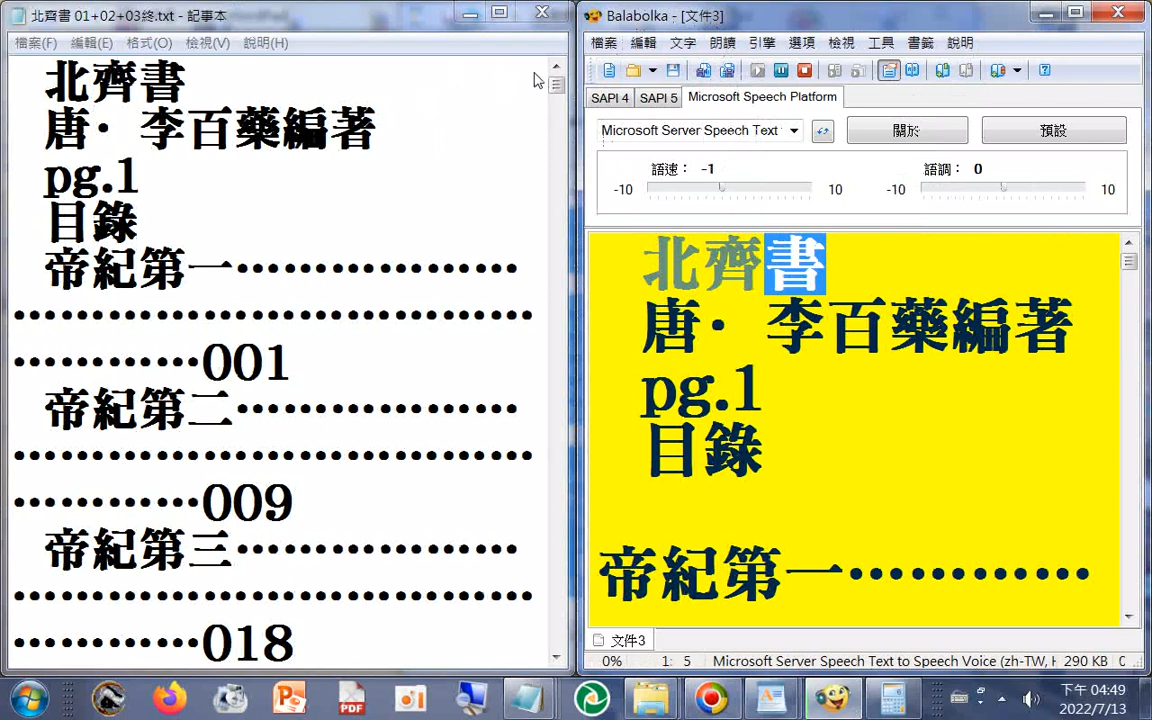 北齊書 01+02+03終.txt - 記事本
檔案(F) 編輯(E) 格式(O) 檢視(V) 說明(H)
北齊書
唐· 李百藥編著
pg.1
目錄
帝紀第一………………
…………………………………………
……………001
帝紀第二………………
…………………………………………
……………009
帝紀第三………………
…………………………………………
……………018
Balabolka - [文件3]
檔案 編輯 文字 朗讀 引擎 選項 檢視 工具 書籤 說明
SAPI 4 SAPI 5 Microsoft Speech Platform
Microsoft Server Speech Text 關於 預設
語速： -1 語調： 0
-10 10 -10 10
北齊書
唐· 李百藥編著
pg.1
目錄
帝紀第一…………
文件3
0% 1: 5 Microsoft Server Speech Text to Speech Voice (zh-TW, H 290 KB
下午 04:49
2022/7/13